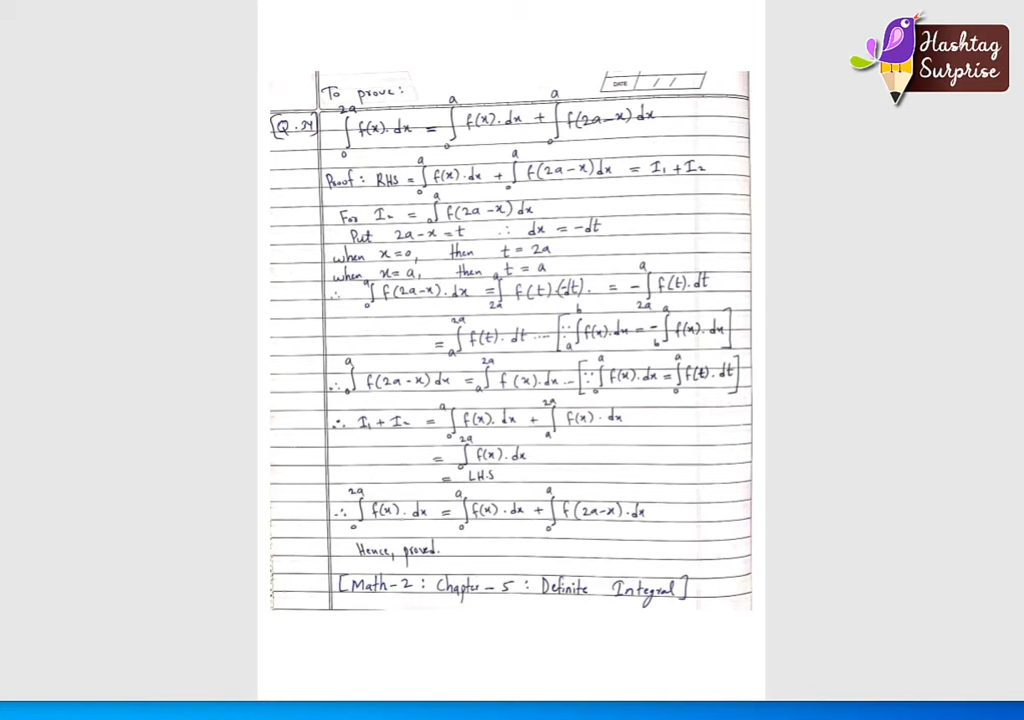 Hashtag
Surprise
DATE / /
To prove:
Q.34 ∫₀²ᵃ f(x).dx = ∫₀ᵃ f(x).dx + ∫₀ᵃ f(2a-x)dx
Proof: RHS = ∫₀ᵃ f(x).dx + ∫₀ᵃ f(2a-x)dx = I₁ + I₂
For I₂ = ∫₀ᵃ f(2a-x)dx
Put 2a-x=t ∴ dx = -dt
when x=0, then t = 2a
when x=a, then t = a
∴ ∫₀ᵃ f(2a-x).dx = ∫₂ₐᵃ f(t).(-dt). = -∫₂ₐᵃ f(t).dt
= ∫ₐ²ᵃ f(t).dt .... [∵ ∫ₐᵇ f(x).dx = -∫ᵦᵃ f(x).dx]
∴ ∫₀ᵃ f(2a-x)dx = ∫ₐ²ᵃ f(x).dx ... [∵ ∫₀ᵃ f(x).dx = ∫₀ᵃ f(t).dt]
∴ I₁ + I₂ = ∫₀ᵃ f(x).dx + ∫ₐ²ᵃ f(x).dx
= ∫₀²ᵃ f(x).dx
= LH.S
∴ ∫₀²ᵃ f(x).dx = ∫₀ᵃ f(x).dx + ∫₀ᵃ f(2a-x).dx
Hence, proved.
[Math-2 : Chapter-5 : Definite Integral]